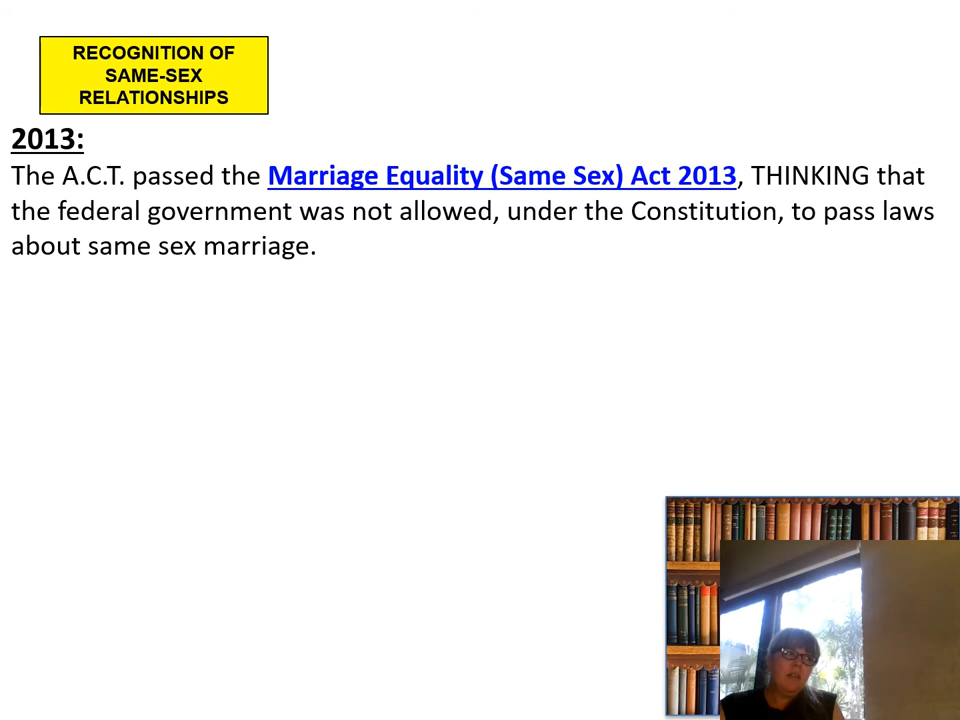 RECOGNITION OF
SAME-SEX
RELATIONSHIPS
2013:
The A.C.T. passed the Marriage Equality (Same Sex) Act 2013, THINKING that
the federal government was not allowed, under the Constitution, to pass laws
about same sex marriage.